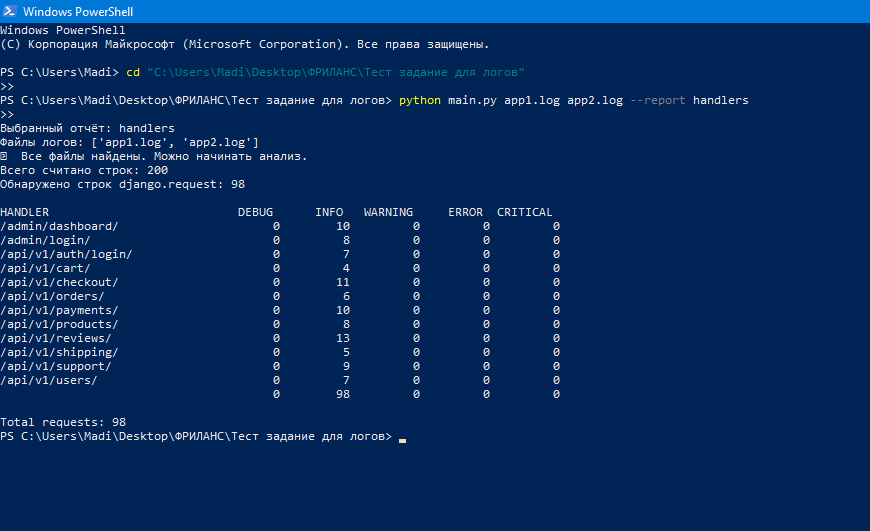 Windows PowerShell
Windows PowerShell
(C) Корпорация Майкрософт (Microsoft Corporation). Все права защищены.
PS C:\Users\Madi> cd "C:\Users\Madi\Desktop\ФРИЛАНС\Тест задание для логов"
>>
PS C:\Users\Madi\Desktop\ФРИЛАНС\Тест задание для логов> python main.py app1.log app2.log --report handlers
>>
Выбранный отчёт: handlers
Файлы логов: ['app1.log', 'app2.log']
Все файлы найдены. Можно начинать анализ.
Всего считано строк: 200
Обнаружено строк django.request: 98
HANDLER DEBUG INFO WARNING ERROR CRITICAL
/admin/dashboard/ 0 10 0 0 0
/admin/login/ 0 8 0 0 0
/api/v1/auth/login/ 0 7 0 0 0
/api/v1/cart/ 0 4 0 0 0
/api/v1/checkout/ 0 11 0 0 0
/api/v1/orders/ 0 6 0 0 0
/api/v1/payments/ 0 10 0 0 0
/api/v1/products/ 0 8 0 0 0
/api/v1/reviews/ 0 13 0 0 0
/api/v1/shipping/ 0 5 0 0 0
/api/v1/support/ 0 9 0 0 0
/api/v1/users/ 0 7 0 0 0
0 98 0 0 0
Total requests: 98
PS C:\Users\Madi\Desktop\ФРИЛАНС\Тест задание для логов>